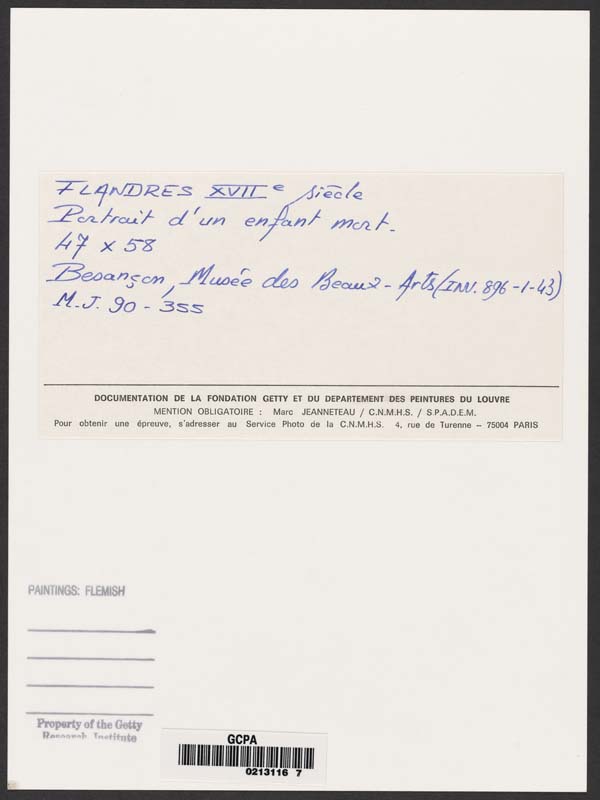 FLANDRES XVIIe siècle
Portrait d'un enfant mort.
47 x 58
Besançon, Musée des Beaux-Arts (INV. 896-1-43)
M.J. 90 - 355
DOCUMENTATION DE LA FONDATION GETTY ET DU DEPARTEMENT DES PEINTURES DU LOUVRE
MENTION OBLIGATOIRE : Marc JEANNETEAU / C.N.M.H.S. / S.P.A.D.E.M.
Pour obtenir une épreuve, s'adresser au Service Photo de la C.N.M.H.S. 4, rue de Turenne – 75004 PARIS
PAINTINGS: FLEMISH
Property of the Getty
Research Institute
GCPA
0213116 7